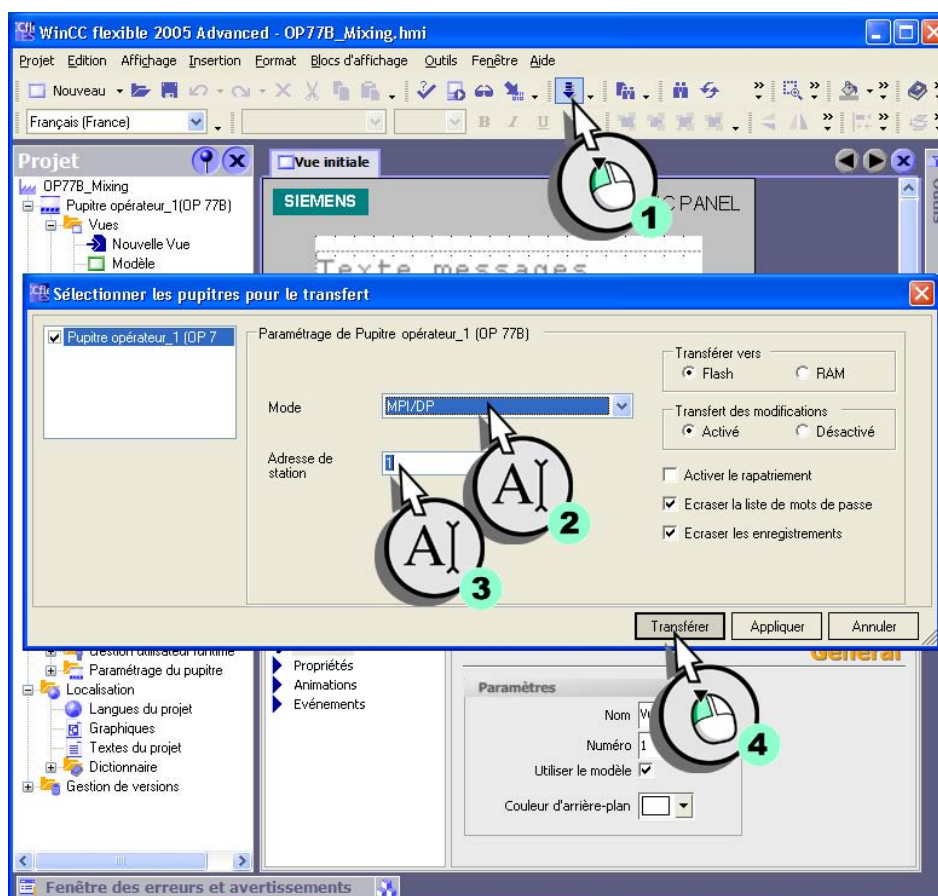 WinCC flexible 2005 Advanced - OP77B_Mixing.hmi
Projet Edition Affichage Insertion Format Blocs d'affichage Outils Fenêtre Aide
Nouveau
Français (France)
B I U
Projet
Vue initiale
OP77B_Mixing
Pupitre opérateur_1(OP 77B)
Vues
Nouvelle Vue
Modèle
SIEMENS
C PANEL
Texte messages
1
Sélectionner les pupitres pour le transfert
Pupitre opérateur_1 (OP 7
Paramétrage de Pupitre opérateur_1 (OP 77B)
Mode
MPI/DP
Adresse de
station
1
Transférer vers
Flash
RAM
Transfert des modifications
Activé
Désactivé
Activer le rapatriement
Ecraser la liste de mots de passe
Ecraser les enregistrements
A
2
A
3
Transférer
Appliquer
Annuler
Gestion utilisateur runtime
Paramétrage du pupitre
Localisation
Langues du projet
Graphiques
Textes du projet
Dictionnaire
Gestion de versions
Propriétés
Animations
Evénements
Général
Paramètres
Nom
Numéro 1
Utiliser le modèle
Couleur d'arrière-plan
4
Fenêtre des erreurs et avertissements